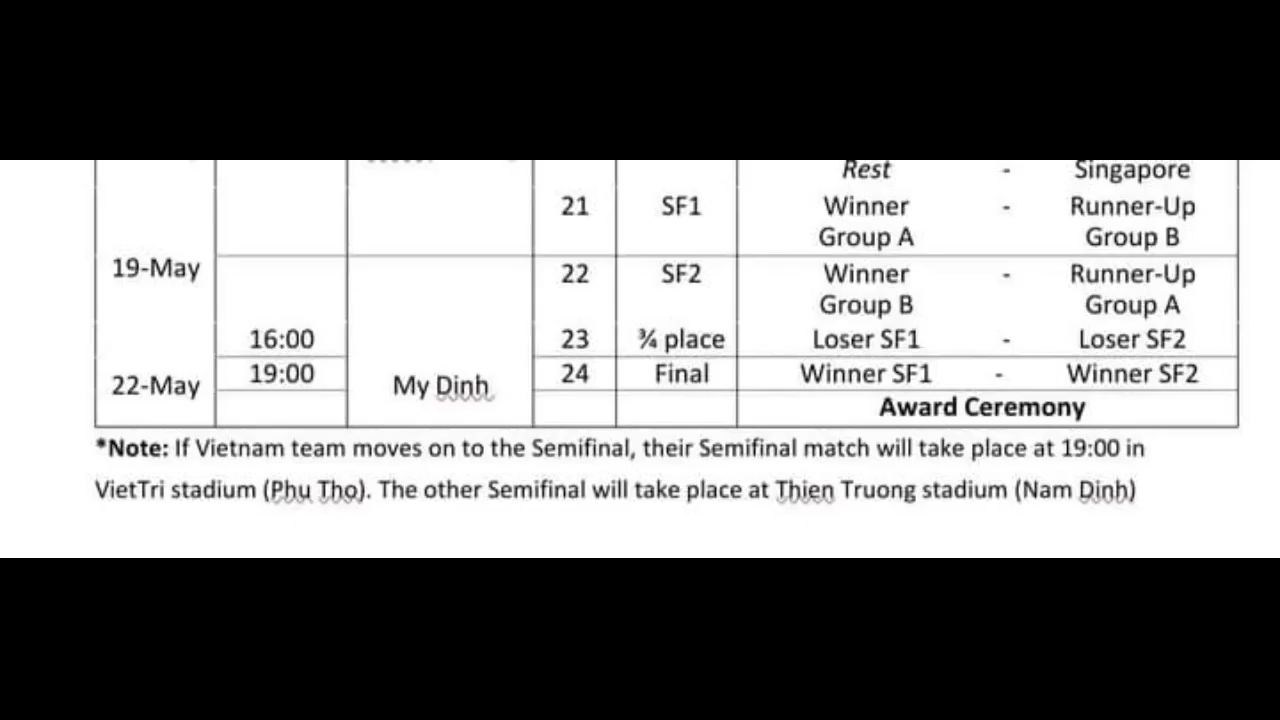 Rest - Singapore
21 SF1 Winner - Runner-Up
Group A Group B
19-May
22 SF2 Winner - Runner-Up
Group B Group A
16:00 23 ¾ place Loser SF1 - Loser SF2
19:00 24 Final Winner SF1 - Winner SF2
22-May My Dinh
Award Ceremony
*Note: If Vietnam team moves on to the Semifinal, their Semifinal match will take place at 19:00 in
VietTri stadium (Phu Tho). The other Semifinal will take place at Thien Truong stadium (Nam Dinh)